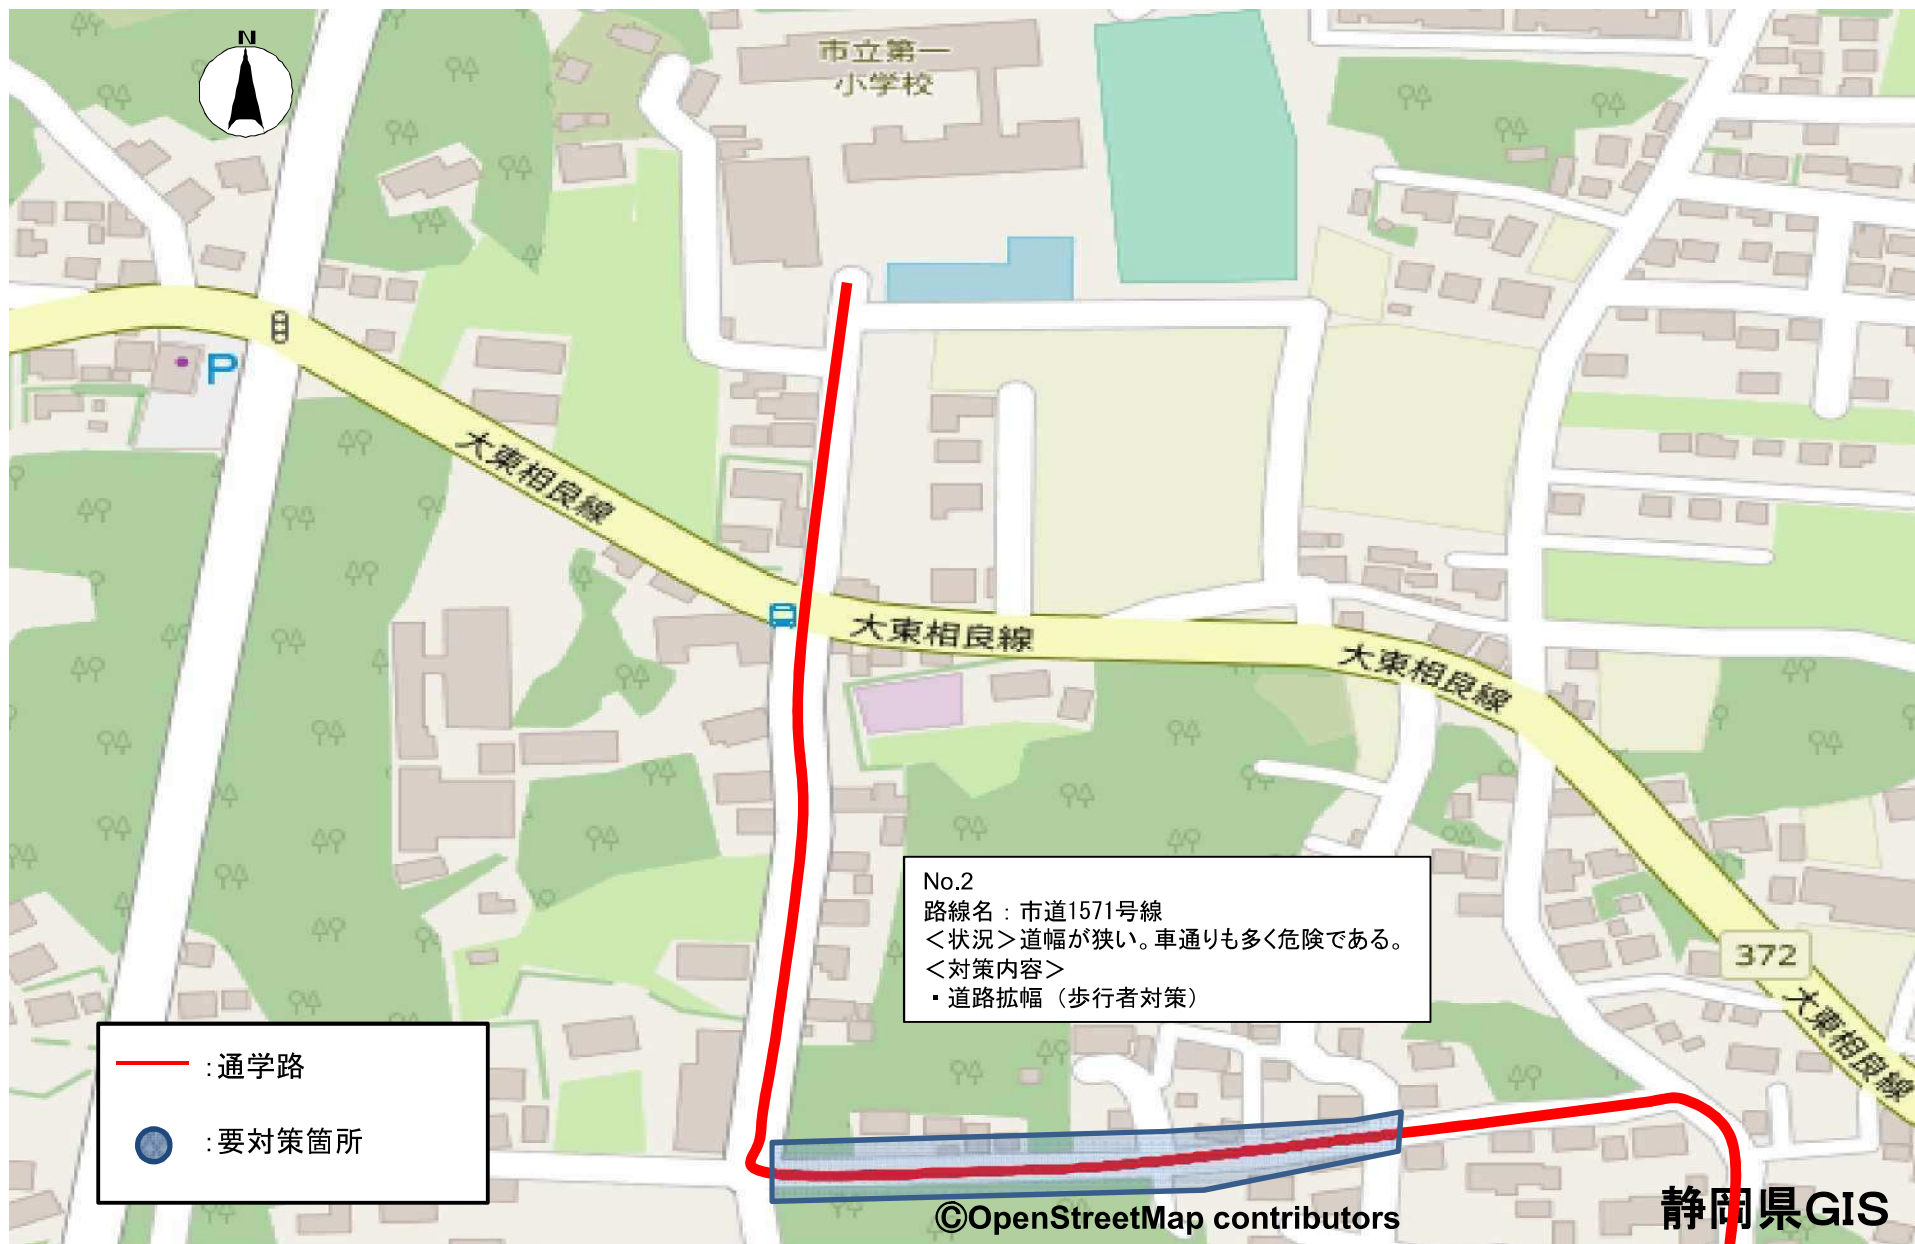 N
市立第一
小学校
P
大東相良線
大東相良線
大東相良線
No.2
路線名：市道1571号線
＜状況＞道幅が狭い。車通りも多く危険である。
＜対策内容＞
・道路拡幅（歩行者対策）
372
大東相良線
：通学路
：要対策箇所
©OpenStreetMap contributors
静岡県GIS